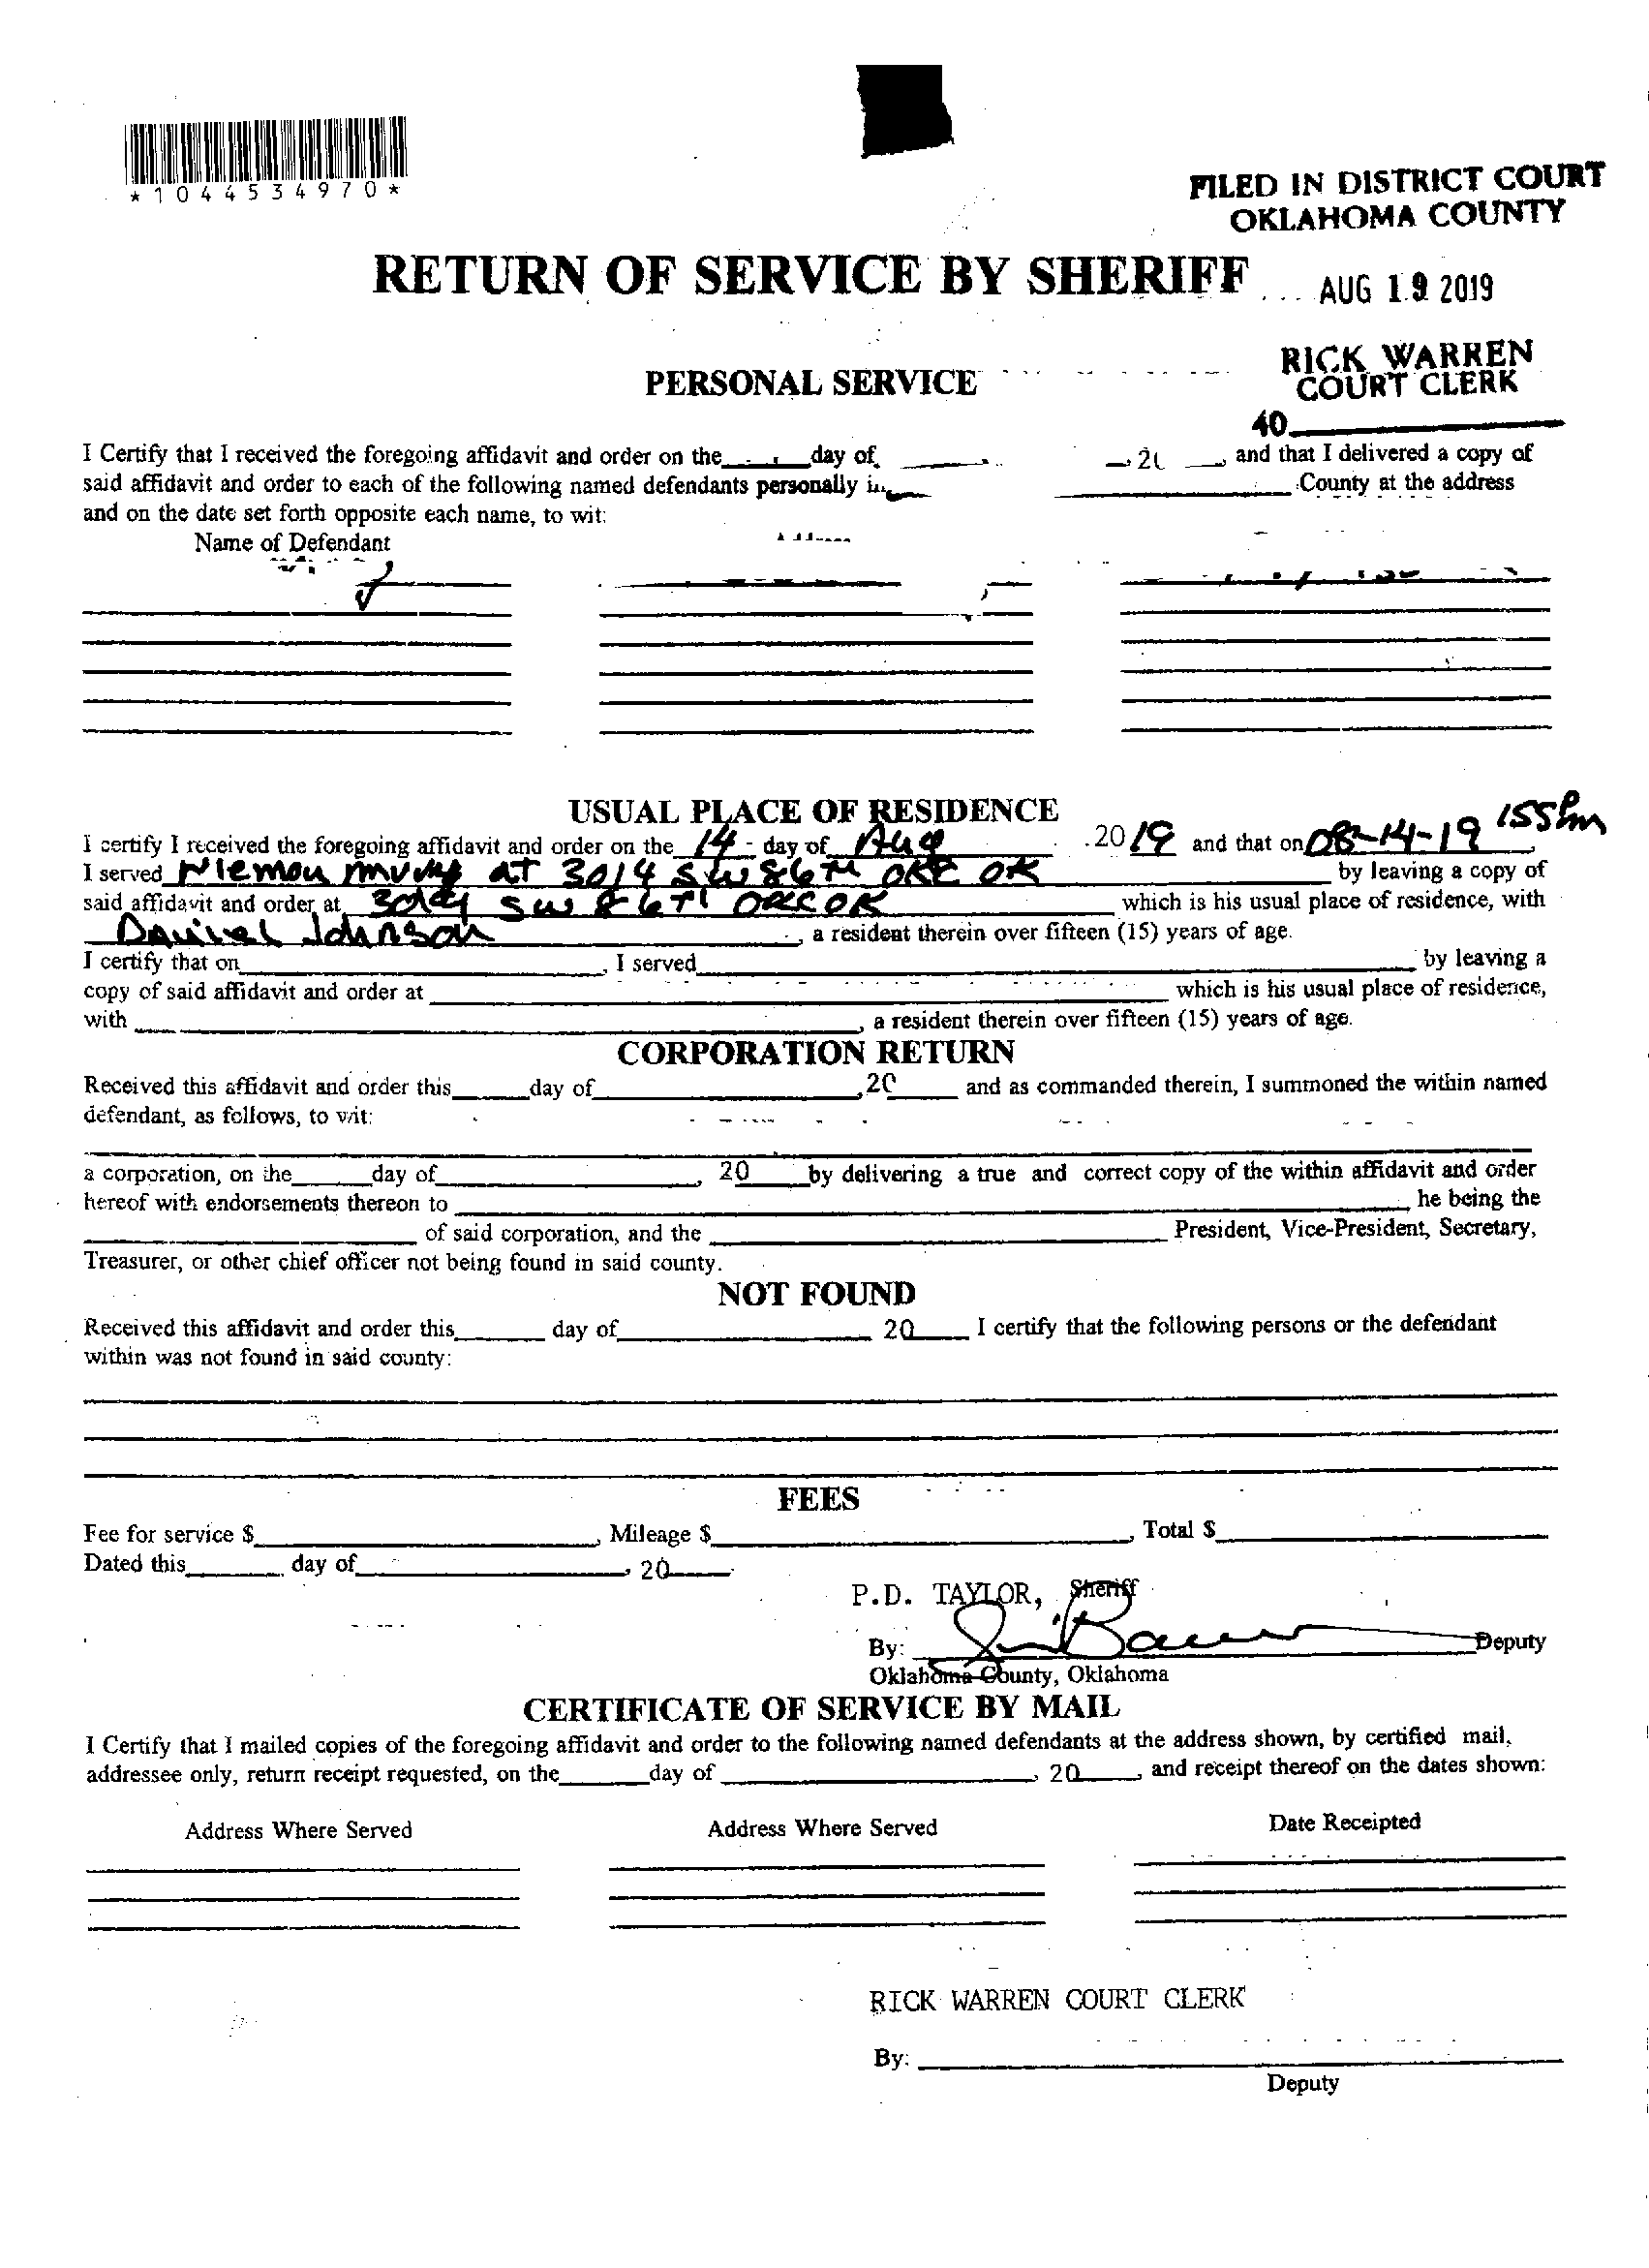 *1044534970*
FILED IN DISTRICT COURT
OKLAHOMA COUNTY
RETURN OF SERVICE BY SHERIFF
AUG 19 2019
RICK WARREN
COURT CLERK
PERSONAL SERVICE
40
I Certify that I received the foregoing affidavit and order on the day of , 20 , and that I delivered a copy of
said affidavit and order to each of the following named defendants personally in County at the address
and on the date set forth opposite each name, to wit:
Name of Defendant
USUAL PLACE OF RESIDENCE
I certify I received the foregoing affidavit and order on the 14 day of Aug 2019 and that on 08-14-19 155pm
I served at 3014 SW 86TH OKC OK by leaving a copy of
said affidavit and order at SW 86TH OKC OK which is his usual place of residence, with
Daniel Johnson, a resident therein over fifteen (15) years of age.
I certify that on , I served by leaving a
copy of said affidavit and order at which is his usual place of residence,
with , a resident therein over fifteen (15) years of age.
CORPORATION RETURN
Received this affidavit and order this day of , 20 and as commanded therein, I summoned the within named
defendant, as follows, to wit:
a corporation, on the day of , 20 by delivering a true and correct copy of the within affidavit and order
hereof with endorsements thereon to , he being the
of said corporation, and the President, Vice-President, Secretary,
Treasurer, or other chief officer not being found in said county.
NOT FOUND
Received this affidavit and order this day of 20 I certify that the following persons or the defendant
within was not found in said county:
FEES
Fee for service $ , Mileage $ , Total $
Dated this day of , 20
P.D. TAYLOR, Sheriff
By: Deputy
Oklahoma County, Oklahoma
CERTIFICATE OF SERVICE BY MAIL
I Certify that I mailed copies of the foregoing affidavit and order to the following named defendants at the address shown, by certified mail,
addressee only, return receipt requested, on the day of , 20 , and receipt thereof on the dates shown:
Address Where Served Address Where Served Date Receipted
RICK WARREN COURT CLERK
By:
Deputy